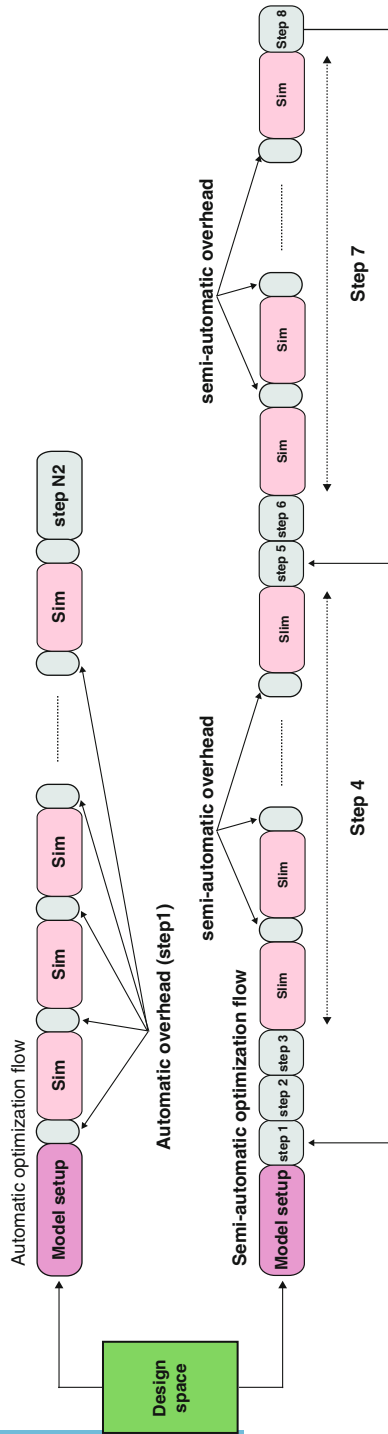 Design
space
Automatic optimization flow
Model setup
Sim
Sim
Sim
Sim
step N2
Automatic overhead (step1)
Semi-automatic optimization flow
Model setup
step 1
step 2
step 3
Slim
Slim
Slim
semi-automatic overhead
Step 4
step 5
step 6
Sim
Sim
Sim
semi-automatic overhead
Step 7
Step 8